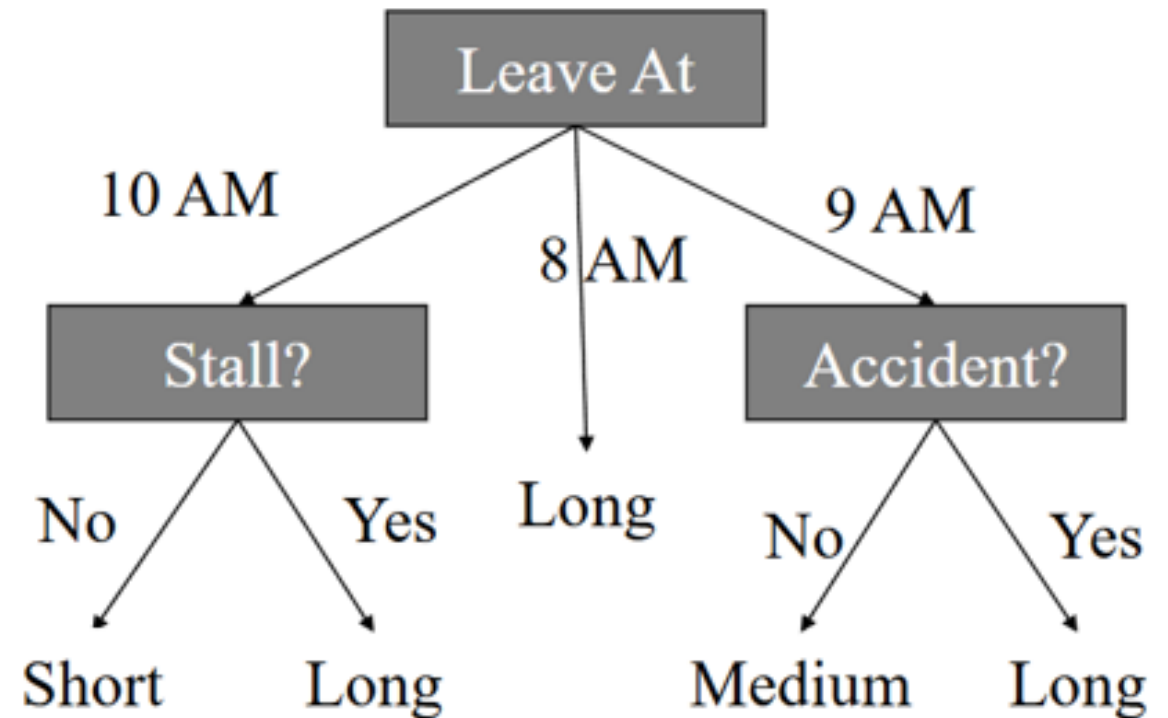 Leave At
10 AM
8 AM
9 AM
Stall?
Accident?
No
Yes
Long
No
Yes
Short
Long
Medium
Long